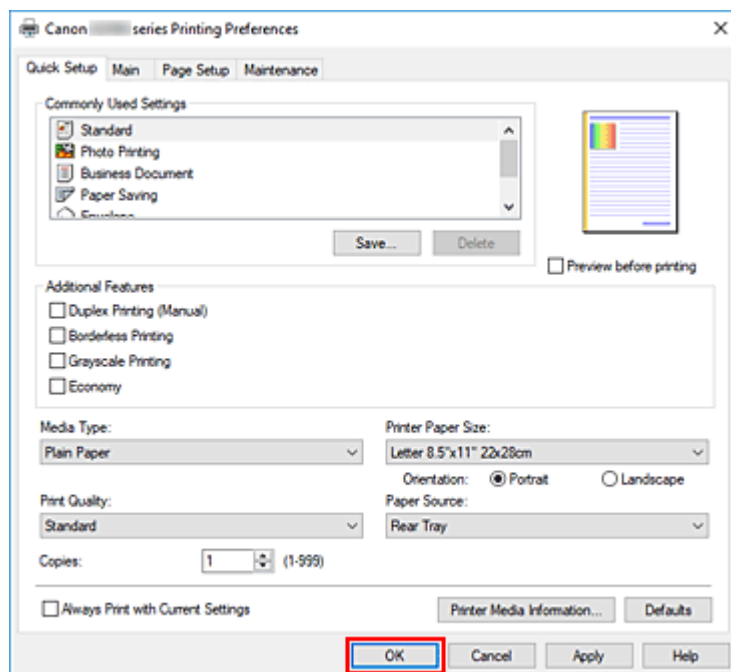 Canon series Printing Preferences
Quick Setup Main Page Setup Maintenance
Commonly Used Settings
Standard
Photo Printing
Business Document
Paper Saving
Envelope
Save... Delete
Preview before printing
Additional Features
Duplex Printing (Manual)
Borderless Printing
Grayscale Printing
Economy
Media Type: Printer Paper Size:
Plain Paper Letter 8.5"x11" 22x28cm
Orientation: Portrait Landscape
Print Quality: Paper Source:
Standard Rear Tray
Copies: 1 (1-999)
Always Print with Current Settings Printer Media Information... Defaults
OK Cancel Apply Help